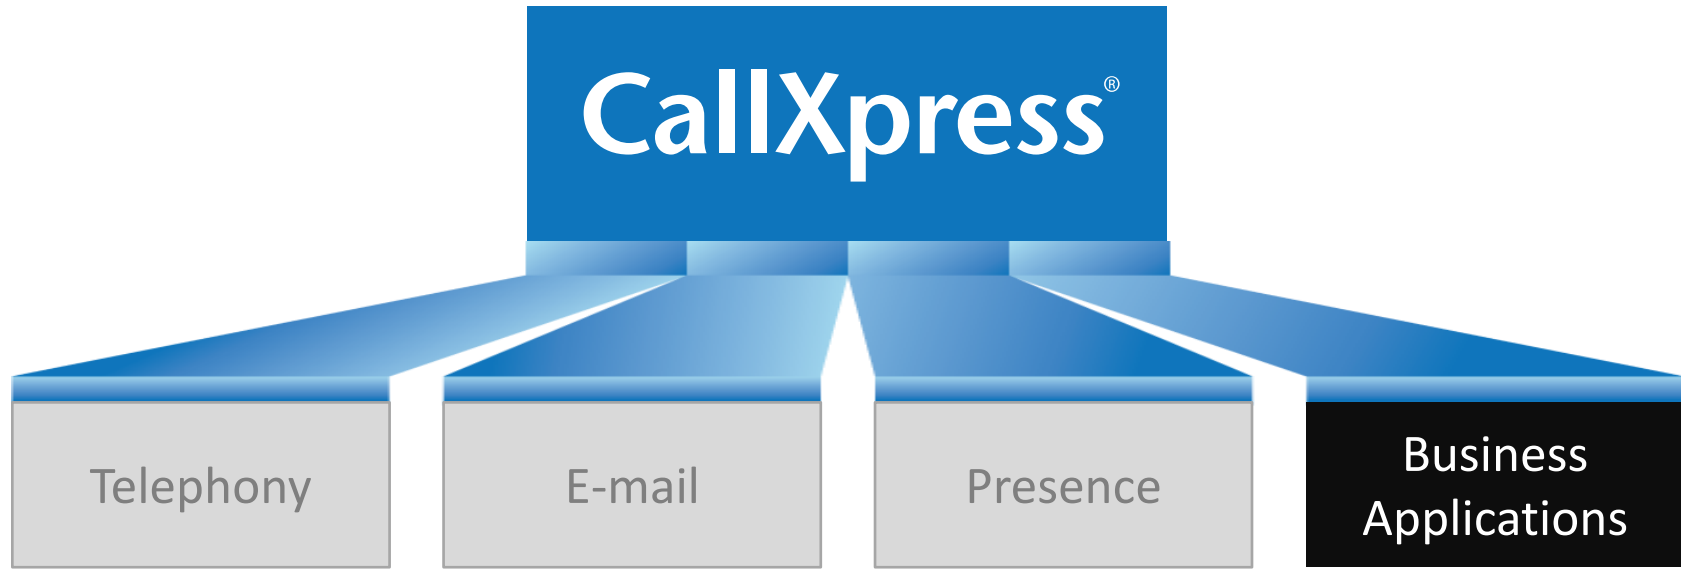 CallXpress®
Telephony
E-mail
Presence
Business
Applications